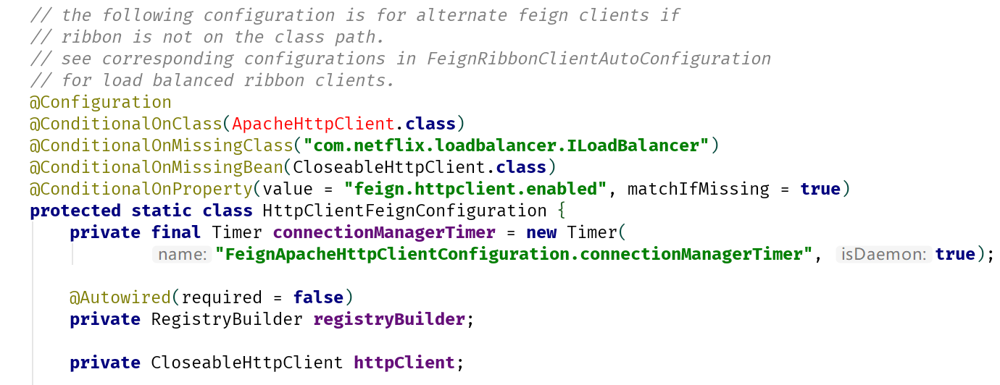 // the following configuration is for alternate feign clients if
// ribbon is not on the class path.
// see corresponding configurations in FeignRibbonClientAutoConfiguration
// for load balanced ribbon clients.
@Configuration
@ConditionalOnClass(ApacheHttpClient.class)
@ConditionalOnMissingClass("com.netflix.loadbalancer.ILoadBalancer")
@ConditionalOnMissingBean(CloseableHttpClient.class)
@ConditionalOnProperty(value = "feign.httpclient.enabled", matchIfMissing = true)
protected static class HttpClientFeignConfiguration {
    private final Timer connectionManagerTimer = new Timer(
            name: "FeignApacheHttpClientConfiguration.connectionManagerTimer", isDaemon: true);
    @Autowired(required = false)
    private RegistryBuilder registryBuilder;
    private CloseableHttpClient httpClient;